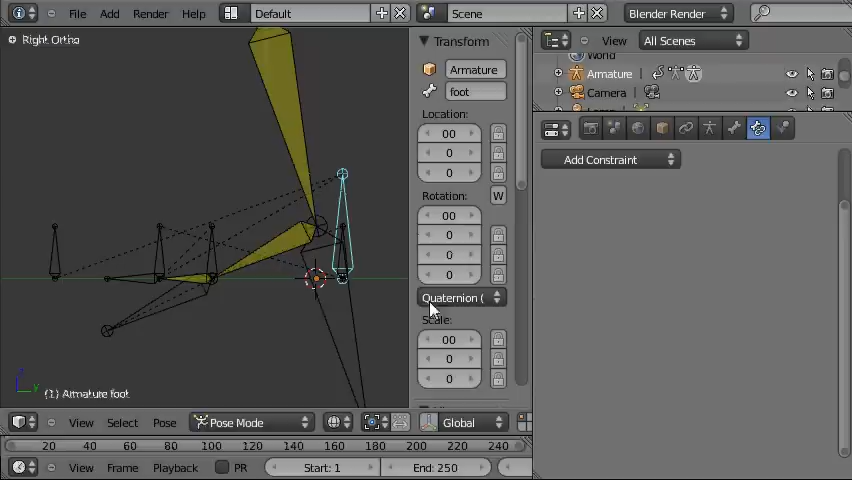 File Add Render Help Default Scene Blender Render
Right Ortho
Transform
View All Scenes
World
Armature
Armature
Camera
foot
Location:
00
0
0
Add Constraint
Rotation: W
00
0
0
0
Quaternion (
Scale:
00
0
0
z
y
(1) Armature foot
View Select Pose Pose Mode Global
20 40 60 80 100 120 140 160 180 200 220 240
View Frame Playback PR Start: 1 End: 250